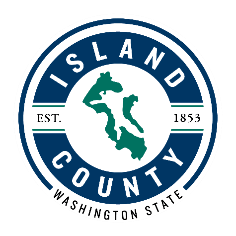 ISLAND
EST. 1853
COUNTY
WASHINGTON STATE